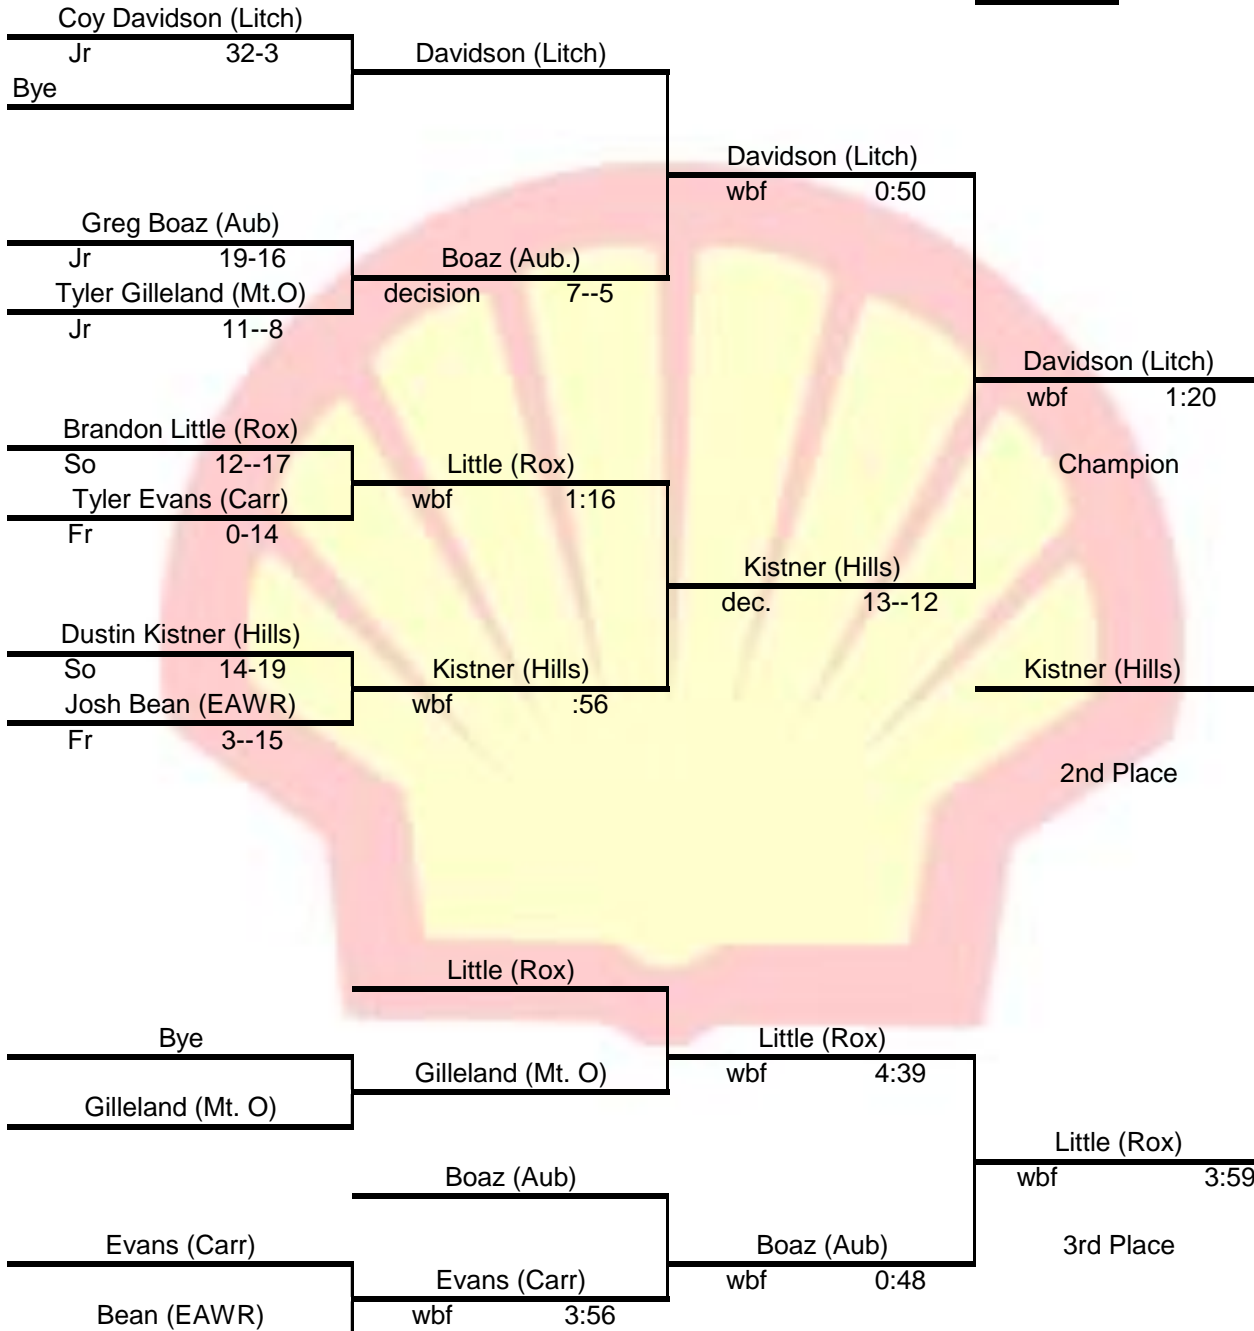 Coy Davidson (Litch)
Jr 32-3 Davidson (Litch)
Bye
Davidson (Litch)
wbf 0:50
Greg Boaz (Aub)
Jr 19-16 Boaz (Aub.)
Tyler Gilleland (Mt.O) decision 7--5
Jr 11--8
Davidson (Litch)
wbf 1:20
Brandon Little (Rox)
So 12--17 Little (Rox) Champion
Tyler Evans (Carr) wbf 1:16
Fr 0-14
Kistner (Hills)
dec. 13--12
Dustin Kistner (Hills)
So 14-19 Kistner (Hills) Kistner (Hills)
Josh Bean (EAWR) wbf :56
Fr 3--15
2nd Place
Little (Rox)
Bye Little (Rox)
Gilleland (Mt. O) wbf 4:39
Gilleland (Mt. O)
Little (Rox)
Boaz (Aub) wbf 3:59
Evans (Carr) Boaz (Aub) 3rd Place
Evans (Carr) wbf 0:48
Bean (EAWR) wbf 3:56